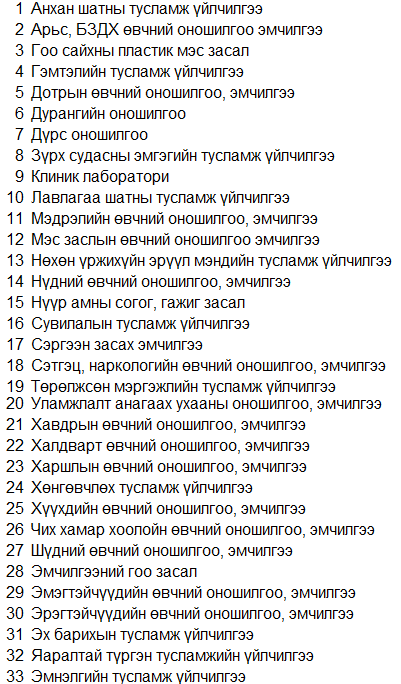 1 Анхан шатны тусламж үйлчилгээ
2 Арьс, БЗДХ өвчний оношилгоо эмчилгээ
3 Гоо сайхны пластик мэс засал
4 Гэмтэлийн тусламж үйлчилгээ
5 Дотрын өвчний оношилгоо, эмчилгээ
6 Дурангийн оношилгоо
7 Дүрс оношилгоо
8 Зүрх судасны эмгэгийн тусламж үйлчилгээ
9 Клиник лаборатори
10 Лавлагаа шатны тусламж үйлчилгээ
11 Мэдрэлийн өвчний оношилгоо, эмчилгээ
12 Мэс заслын өвчний оношилгоо эмчилгээ
13 Нөхөн үржихүйн эрүүл мэндийн тусламж үйлчилгээ
14 Нүдний өвчний оношилгоо, эмчилгээ
15 Нүүр амны согог, гажиг засал
16 Сувилалын тусламж үйлчилгээ
17 Сэргээн засах эмчилгээ
18 Сэтгэц, наркологийн өвчний оношилгоо, эмчилгээ
19 Төрөлжсөн мэргэжлийн тусламж үйлчилгээ
20 Уламжлалт анагаах ухааны оношилгоо, эмчилгээ
21 Хавдрын өвчний оношилгоо, эмчилгээ
22 Халдварт өвчний оношилгоо, эмчилгээ
23 Харшлын өвчний оношилгоо, эмчилгээ
24 Хөнгөвчлөх тусламж үйлчилгээ
25 Хүүхдийн өвчний оношилгоо, эмчилгээ
26 Чих хамар хоолойн өвчний оношилгоо, эмчилгээ
27 Шүдний өвчний оношилгоо, эмчилгээ
28 Эмчилгээний гоо засал
29 Эмэгтэйчүүдийн өвчний оношилгоо, эмчилгээ
30 Эрэгтэйчүүдийн өвчний оношилгоо, эмчилгээ
31 Эх барихын тусламж үйлчилгээ
32 Яаралтай түргэн тусламжийн үйлчилгээ
33 Эмнэлгийн тусламж үйлчилгээ